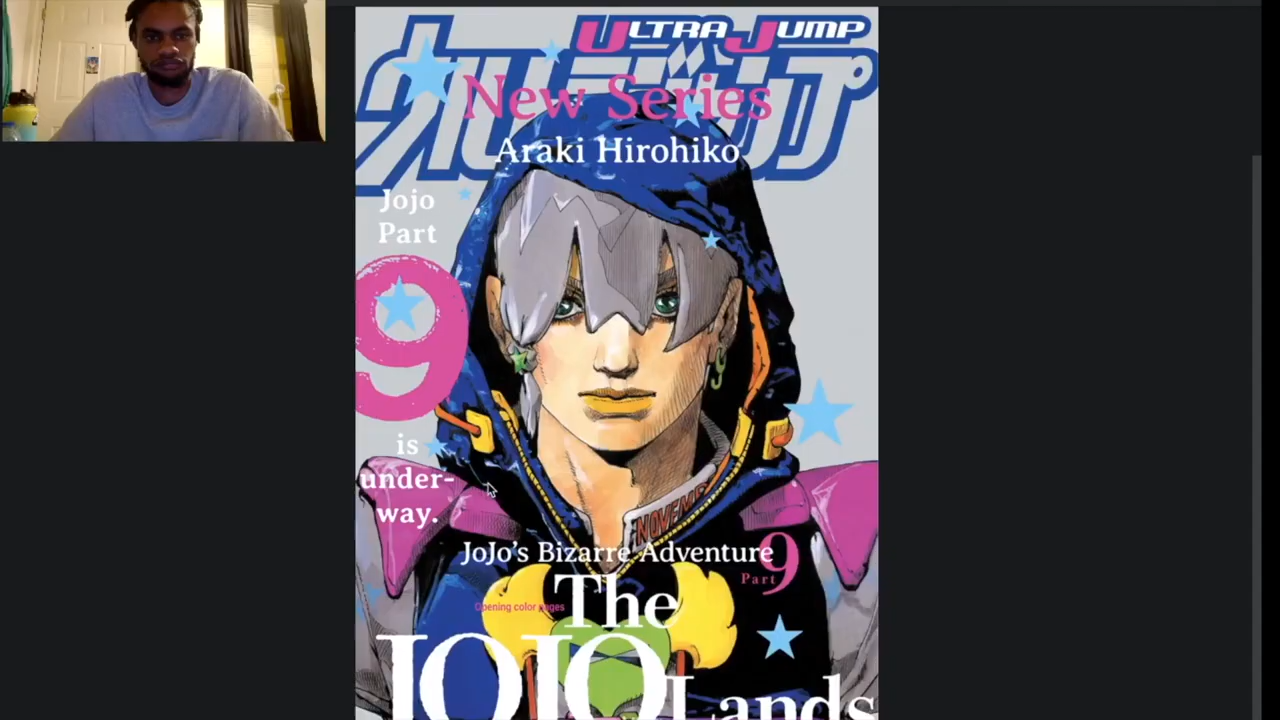 ULTRA JUMP
ウルトラジャンプ
New Series
Araki Hirohiko
Jojo
Part
9
is
under-
way.
NOVEMB
JoJo's Bizarre Adventure
Part 9
Opening color pages
The
JOJO
Lands